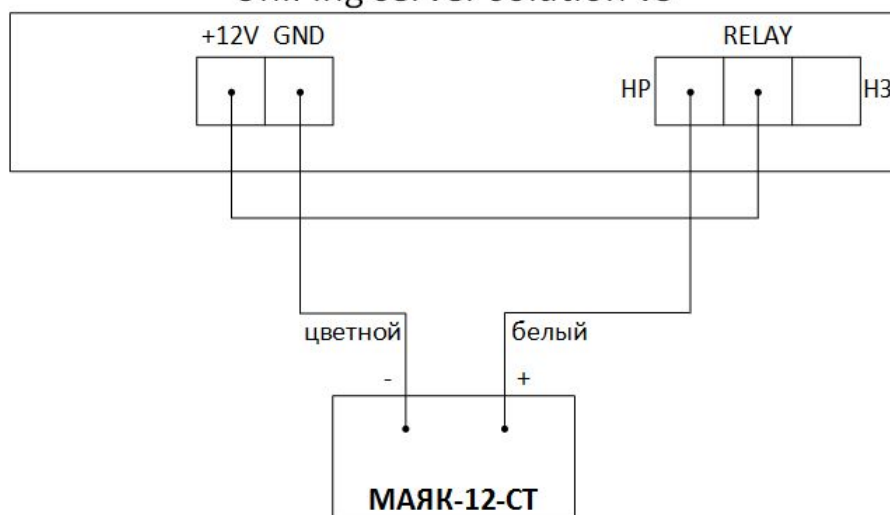 +12V GND
RELAY
НР
НЗ
цветной
белый
-
+
МАЯК-12-СТ